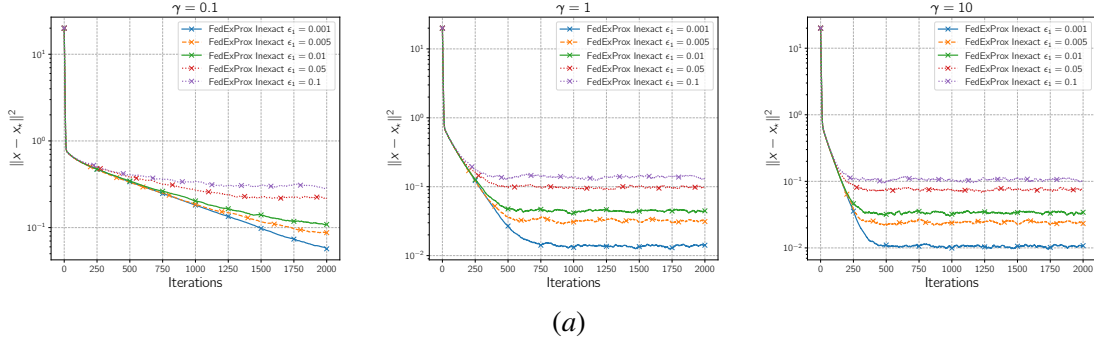 γ = 0.1
FedExProx Inexact ϵ₁ = 0.001
FedExProx Inexact ϵ₁ = 0.005
FedExProx Inexact ϵ₁ = 0.01
FedExProx Inexact ϵ₁ = 0.05
FedExProx Inexact ϵ₁ = 0.1
10¹
10⁰
10⁻¹
||x − x⋆||²
0 250 500 750 1000 1250 1500 1750 2000
Iterations
γ = 1
FedExProx Inexact ϵ₁ = 0.001
FedExProx Inexact ϵ₁ = 0.005
FedExProx Inexact ϵ₁ = 0.01
FedExProx Inexact ϵ₁ = 0.05
FedExProx Inexact ϵ₁ = 0.1
10¹
10⁰
10⁻¹
10⁻²
||x − x⋆||²
0 250 500 750 1000 1250 1500 1750 2000
Iterations
γ = 10
FedExProx Inexact ϵ₁ = 0.001
FedExProx Inexact ϵ₁ = 0.005
FedExProx Inexact ϵ₁ = 0.01
FedExProx Inexact ϵ₁ = 0.05
FedExProx Inexact ϵ₁ = 0.1
10¹
10⁰
10⁻¹
10⁻²
||x − x⋆||²
0 250 500 750 1000 1250 1500 1750 2000
Iterations
(a)